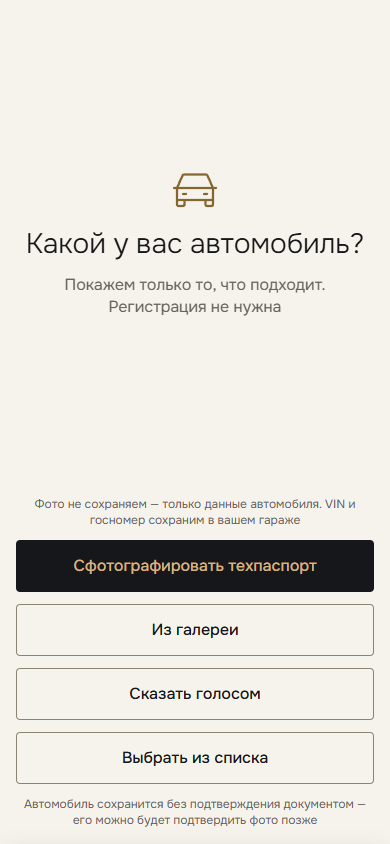 Какой у вас автомобиль?
Покажем только то, что подходит.
Регистрация не нужна
Фото не сохраняем — только данные автомобиля. VIN и
госномер сохраним в вашем гараже
Сфотографировать техпаспорт
Из галереи
Сказать голосом
Выбрать из списка
Автомобиль сохранится без подтверждения документом —
его можно будет подтвердить фото позже